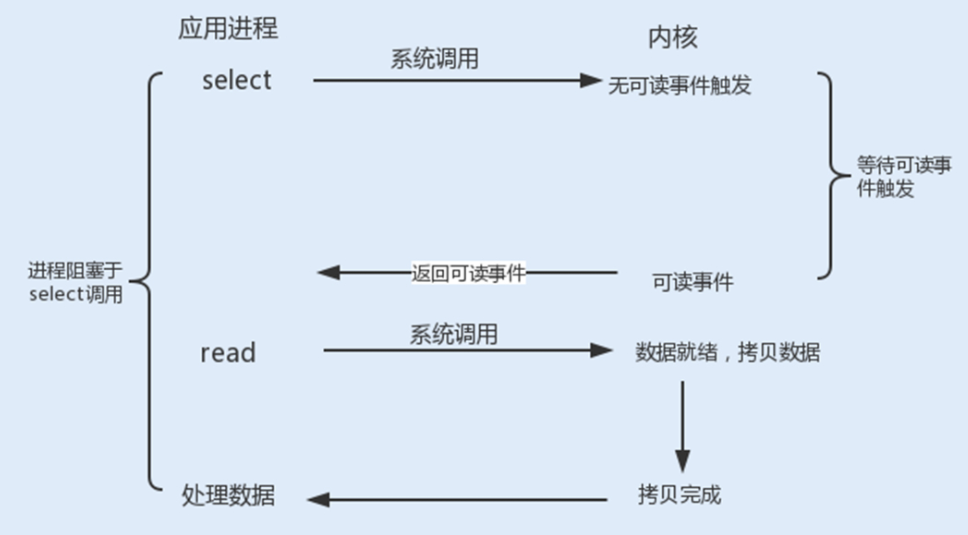 应用进程
内核
系统调用
select
无可读事件触发
等待可读事
件触发
进程阻塞于
select调用
返回可读事件
可读事件
系统调用
read
数据就绪，拷贝数据
处理数据
拷贝完成